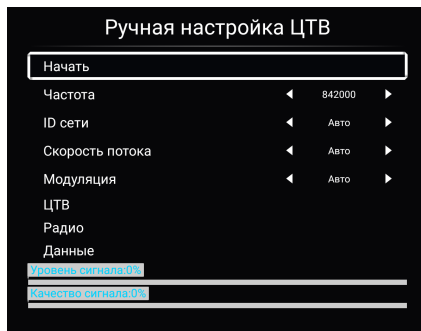 Ручная настройка ЦТВ
Начать
Частота 842000
ID сети Авто
Скорость потока Авто
Модуляция Авто
ЦТВ
Радио
Данные
Уровень сигнала:0%
Качество сигнала:0%